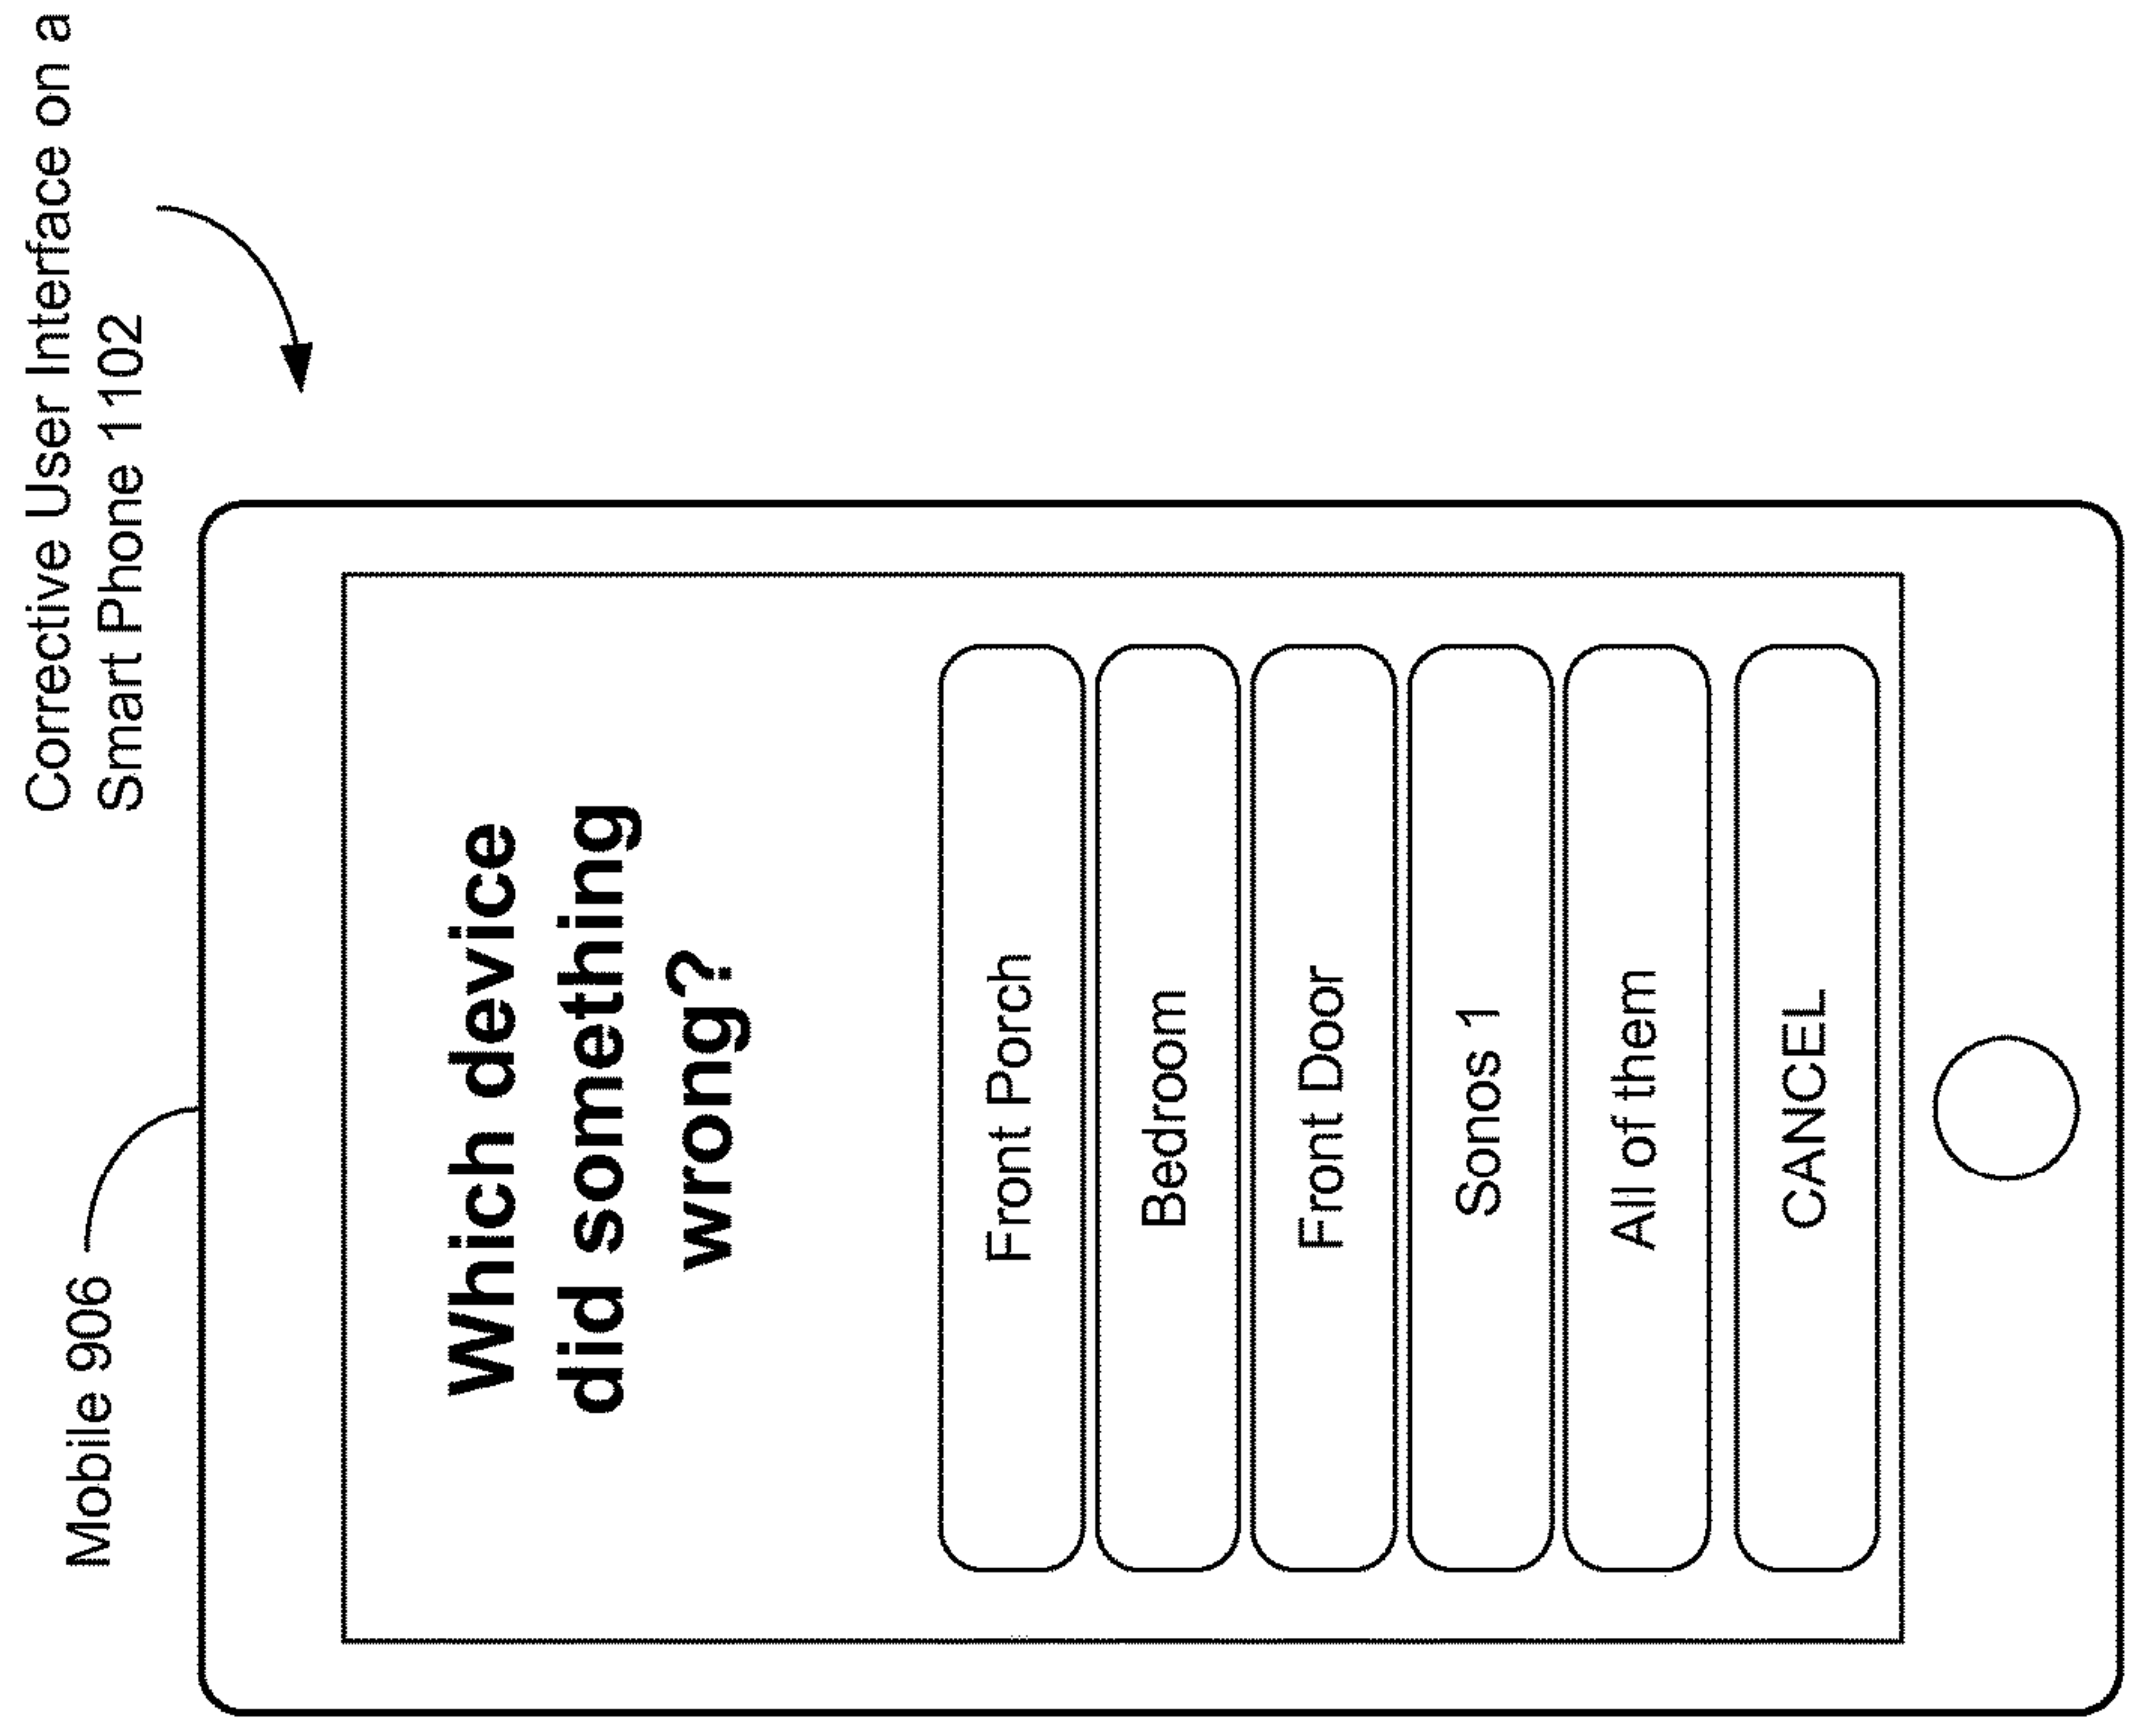 Corrective User Interface on a
Smart Phone 1102
Mobile 906
Which device
did something
wrong?
Front Porch
Bedroom
Front Door
Sonos 1
All of them
CANCEL